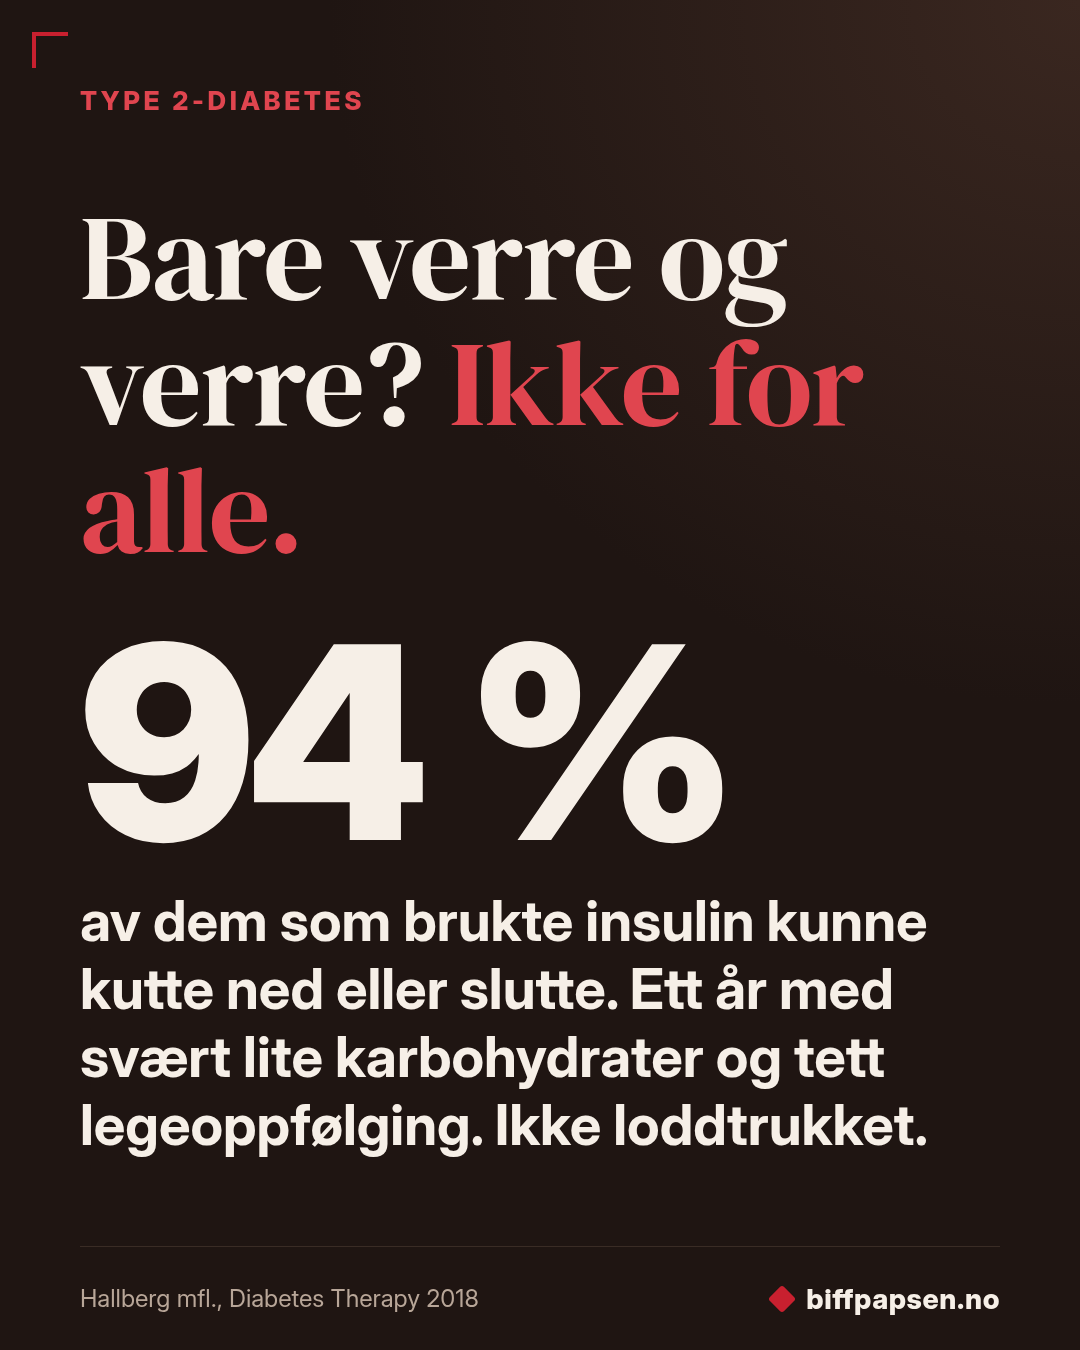 TYPE 2-DIABETES
Bare verre og
verre? Ikke for
alle.
94 %
av dem som brukte insulin kunne
kutte ned eller slutte. Ett år med
svært lite karbohydrater og tett
legeoppfølging. Ikke loddtrukket.
Hallberg mfl., Diabetes Therapy 2018
biffpapsen.no